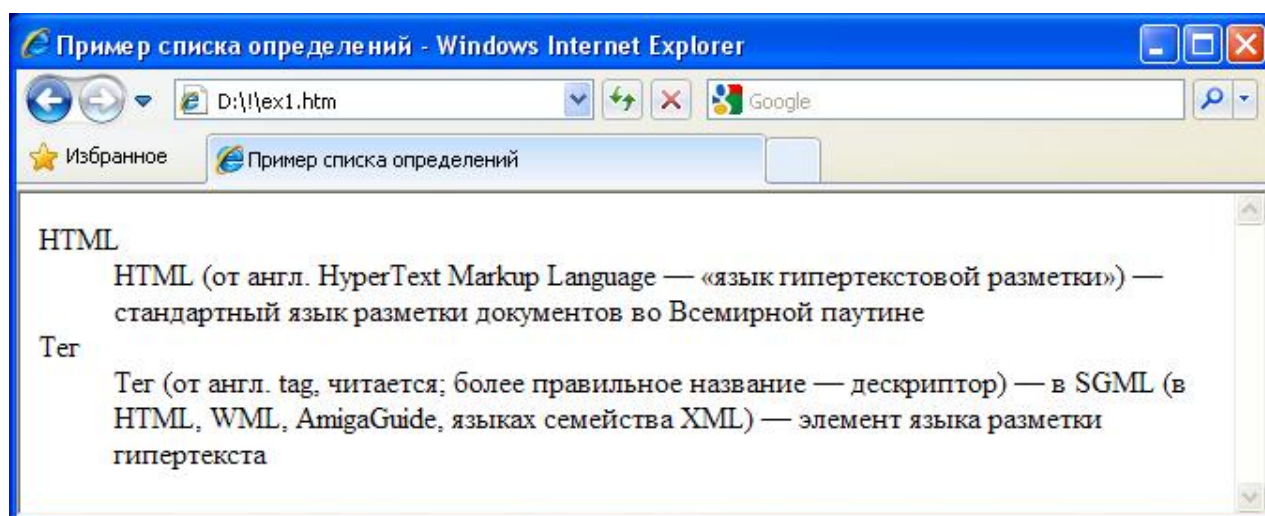 Пример списка определений - Windows Internet Explorer
D:\!\ex1.htm
Google
Избранное
Пример списка определений
HTML
HTML (от англ. HyperText Markup Language — «язык гипертекстовой разметки») —
стандартный язык разметки документов во Всемирной паутине
Тег
Тег (от англ. tag, читается; более правильное название — дескриптор) — в SGML (в
HTML, WML, AmigaGuide, языках семейства XML) — элемент языка разметки
гипертекста